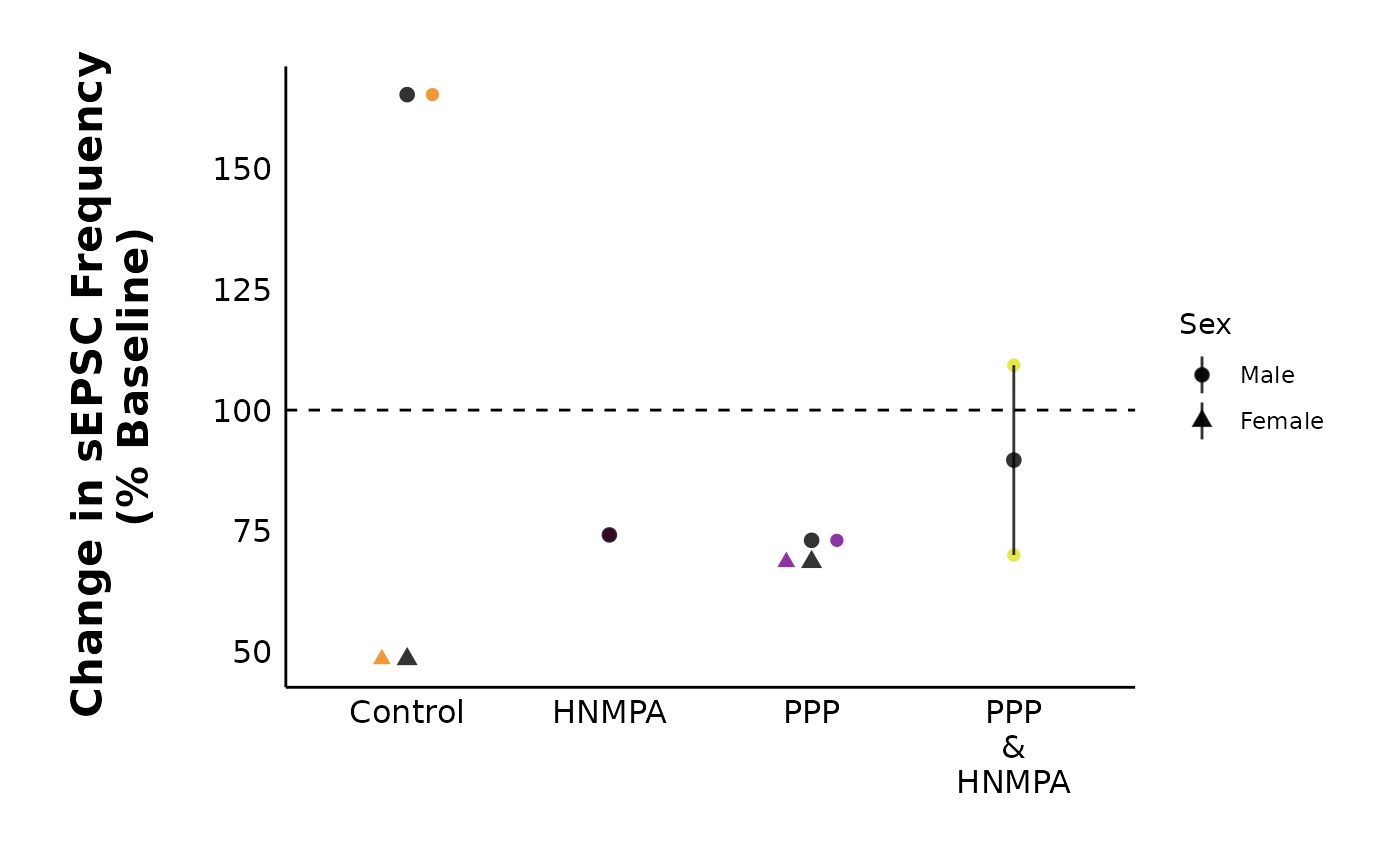 Change in sEPSC Frequency
(% Baseline)
150
125
100
75
50
Control
HNMPA
PPP
PPP
&
HNMPA
Sex
Male
Female